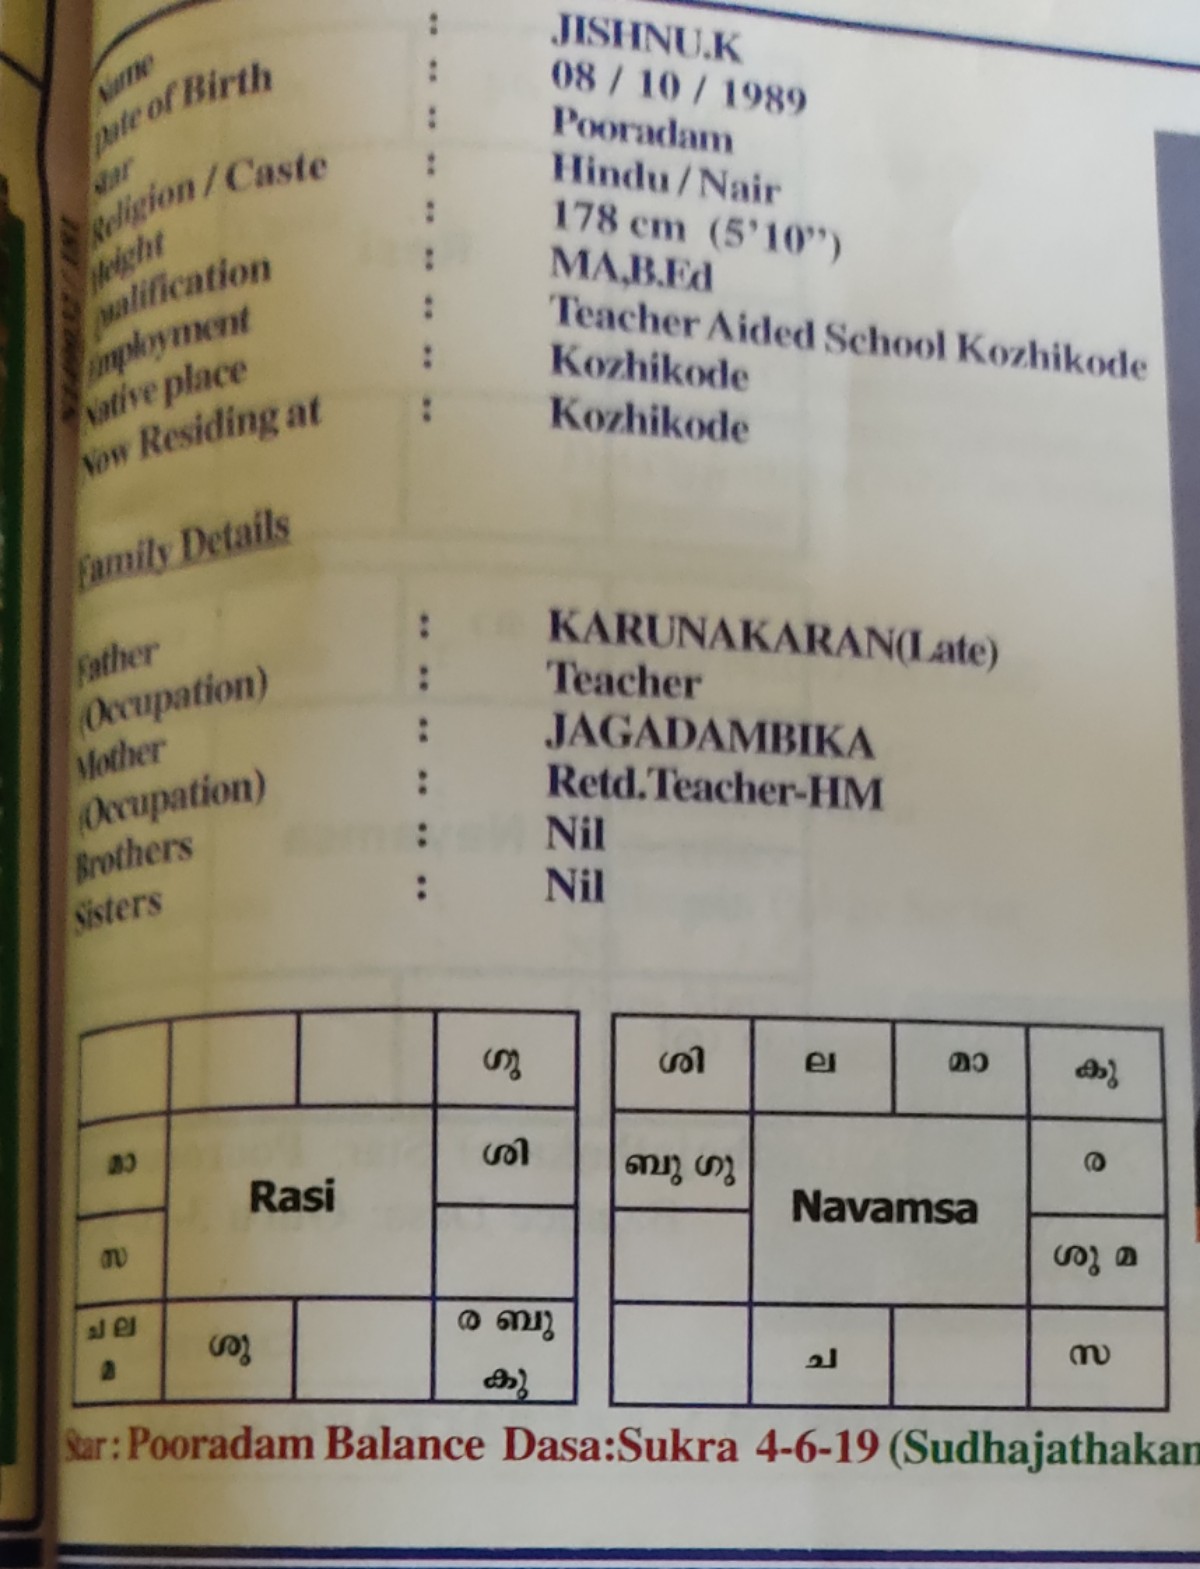 Name : JISHNU.K
Date of Birth : 08 / 10 / 1989
Star : Pooradam
Religion / Caste : Hindu / Nair
Height : 178 cm (5'10")
Qualification : MA,B.Ed
Employment : Teacher Aided School Kozhikode
Native place : Kozhikode
Now Residing at : Kozhikode
Family Details
Father : KARUNAKARAN(Late)
(Occupation) : Teacher
Mother : JAGADAMBIKA
(Occupation) : Retd.Teacher-HM
Brothers : Nil
Sisters : Nil
ഗു
മാ
ശി
Rasi
സ
ച ല
മ
ശു
ര ബു
കു
ശി ല മാ കു
ബു ഗു
ര
Navamsa
ശു മ
ച
സ
Star : Pooradam Balance Dasa:Sukra 4-6-19 (Sudhajathakan